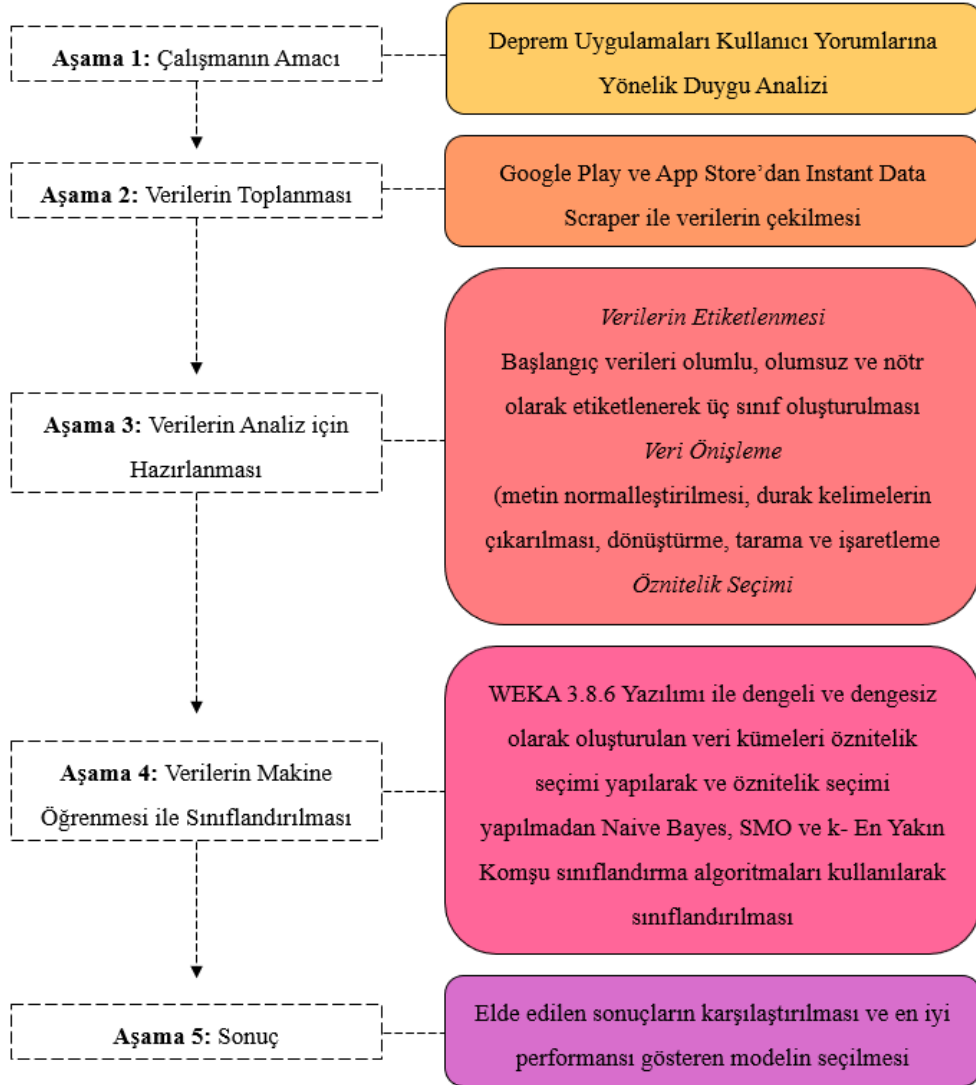 Aşama 1: Çalışmanın Amacı
Deprem Uygulamaları Kullanıcı Yorumlarına
Yönelik Duygu Analizi
Aşama 2: Verilerin Toplanması
Google Play ve App Store’dan Instant Data
Scraper ile verilerin çekilmesi
Aşama 3: Verilerin Analiz için
Hazırlanması
Verilerin Etiketlenmesi
Başlangıç verileri olumlu, olumsuz ve nötr
olarak etiketlenerek üç sınıf oluşturulması
Veri Önişleme
(metin normalleştirilmesi, durak kelimelerin
çıkarılması, dönüştürme, tarama ve işaretleme
Öznitelik Seçimi
Aşama 4: Verilerin Makine
Öğrenmesi ile Sınıflandırılması
WEKA 3.8.6 Yazılımı ile dengeli ve dengesiz
olarak oluşturulan veri kümeleri öznitelik
seçimi yapılarak ve öznitelik seçimi
yapılmadan Naive Bayes, SMO ve k- En Yakın
Komşu sınıflandırma algoritmaları kullanılarak
sınıflandırılması
Aşama 5: Sonuç
Elde edilen sonuçların karşılaştırılması ve en iyi
performansı gösteren modelin seçilmesi